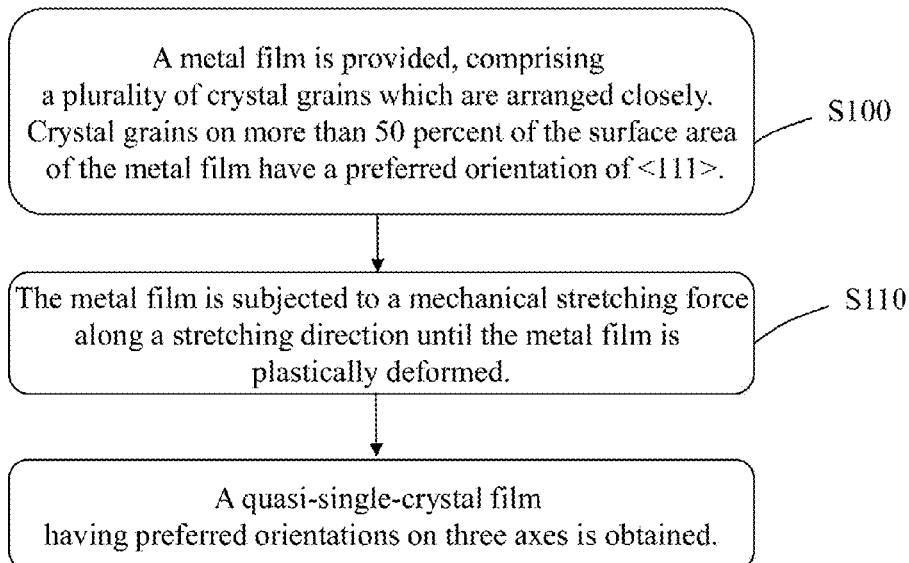 A metal film is provided, comprising
a plurality of crystal grains which are arranged closely.
Crystal grains on more than 50 percent of the surface area
of the metal film have a preferred orientation of <111>.
S100
The metal film is subjected to a mechanical stretching force
along a stretching direction until the metal film is
plastically deformed.
S110
A quasi-single-crystal film
having preferred orientations on three axes is obtained.